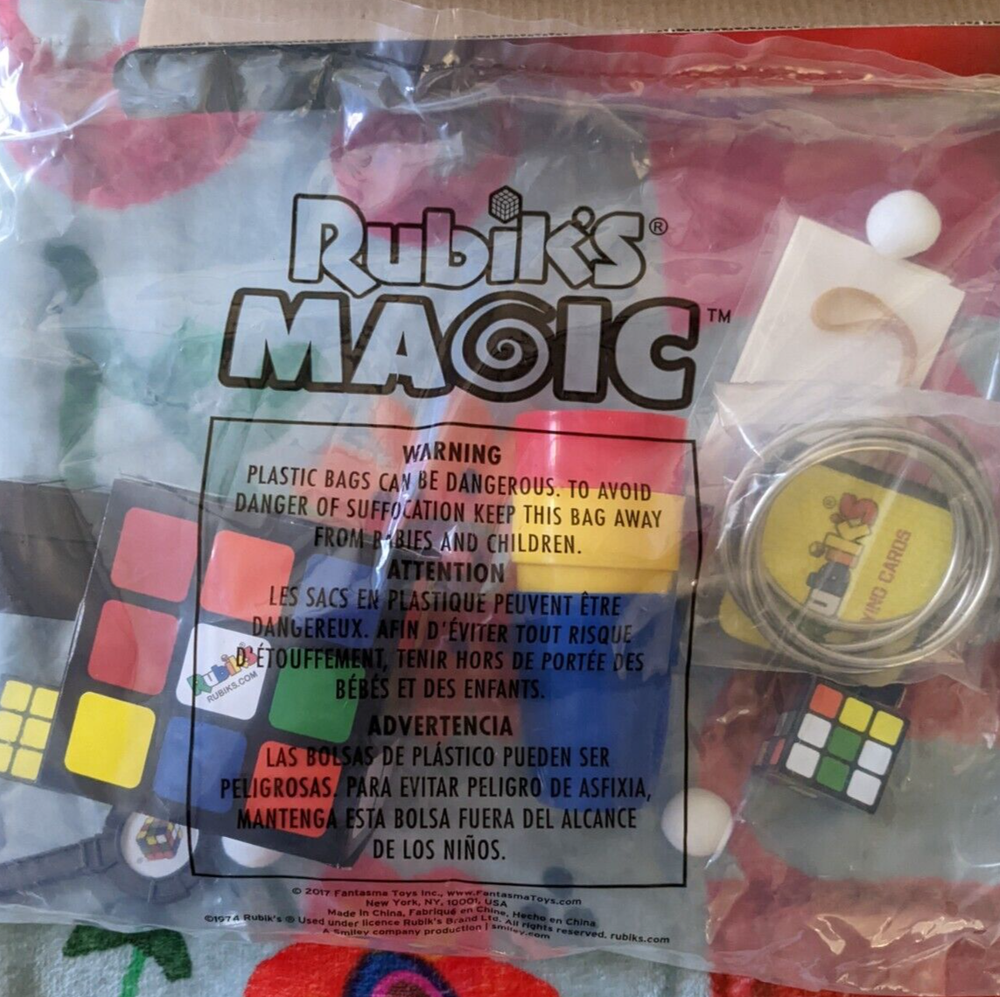 Rubik's®
MAGIC™
WARNING
PLASTIC BAGS CAN BE DANGEROUS. TO AVOID
DANGER OF SUFFOCATION KEEP THIS BAG AWAY
FROM BABIES AND CHILDREN.
ATTENTION
LES SACS EN PLASTIQUE PEUVENT ÊTRE
DANGEREUX. AFIN D'ÉVITER TOUT RISQUE
D'ÉTOUFFEMENT, TENIR HORS DE PORTÉE DES
BÉBÉS ET DES ENFANTS.
ADVERTENCIA
LAS BOLSAS DE PLÁSTICO PUEDEN SER
PELIGROSAS. PARA EVITAR PELIGRO DE ASFIXIA,
MANTENGA ESTA BOLSA FUERA DEL ALCANCE
DE LOS NIÑOS.
© 2017 Fantasma Toys Inc., www.FantasmaToys.com
New York, NY, 10001, USA
Made in China, Fabriqué en Chine, Hecho en China
©1974 Rubik's ® Used under licence Rubik's Brand Ltd. All rights reserved. rubiks.com
A Smiley company production | smiley.com
Rubik's
RUBIKS.COM
CARDS